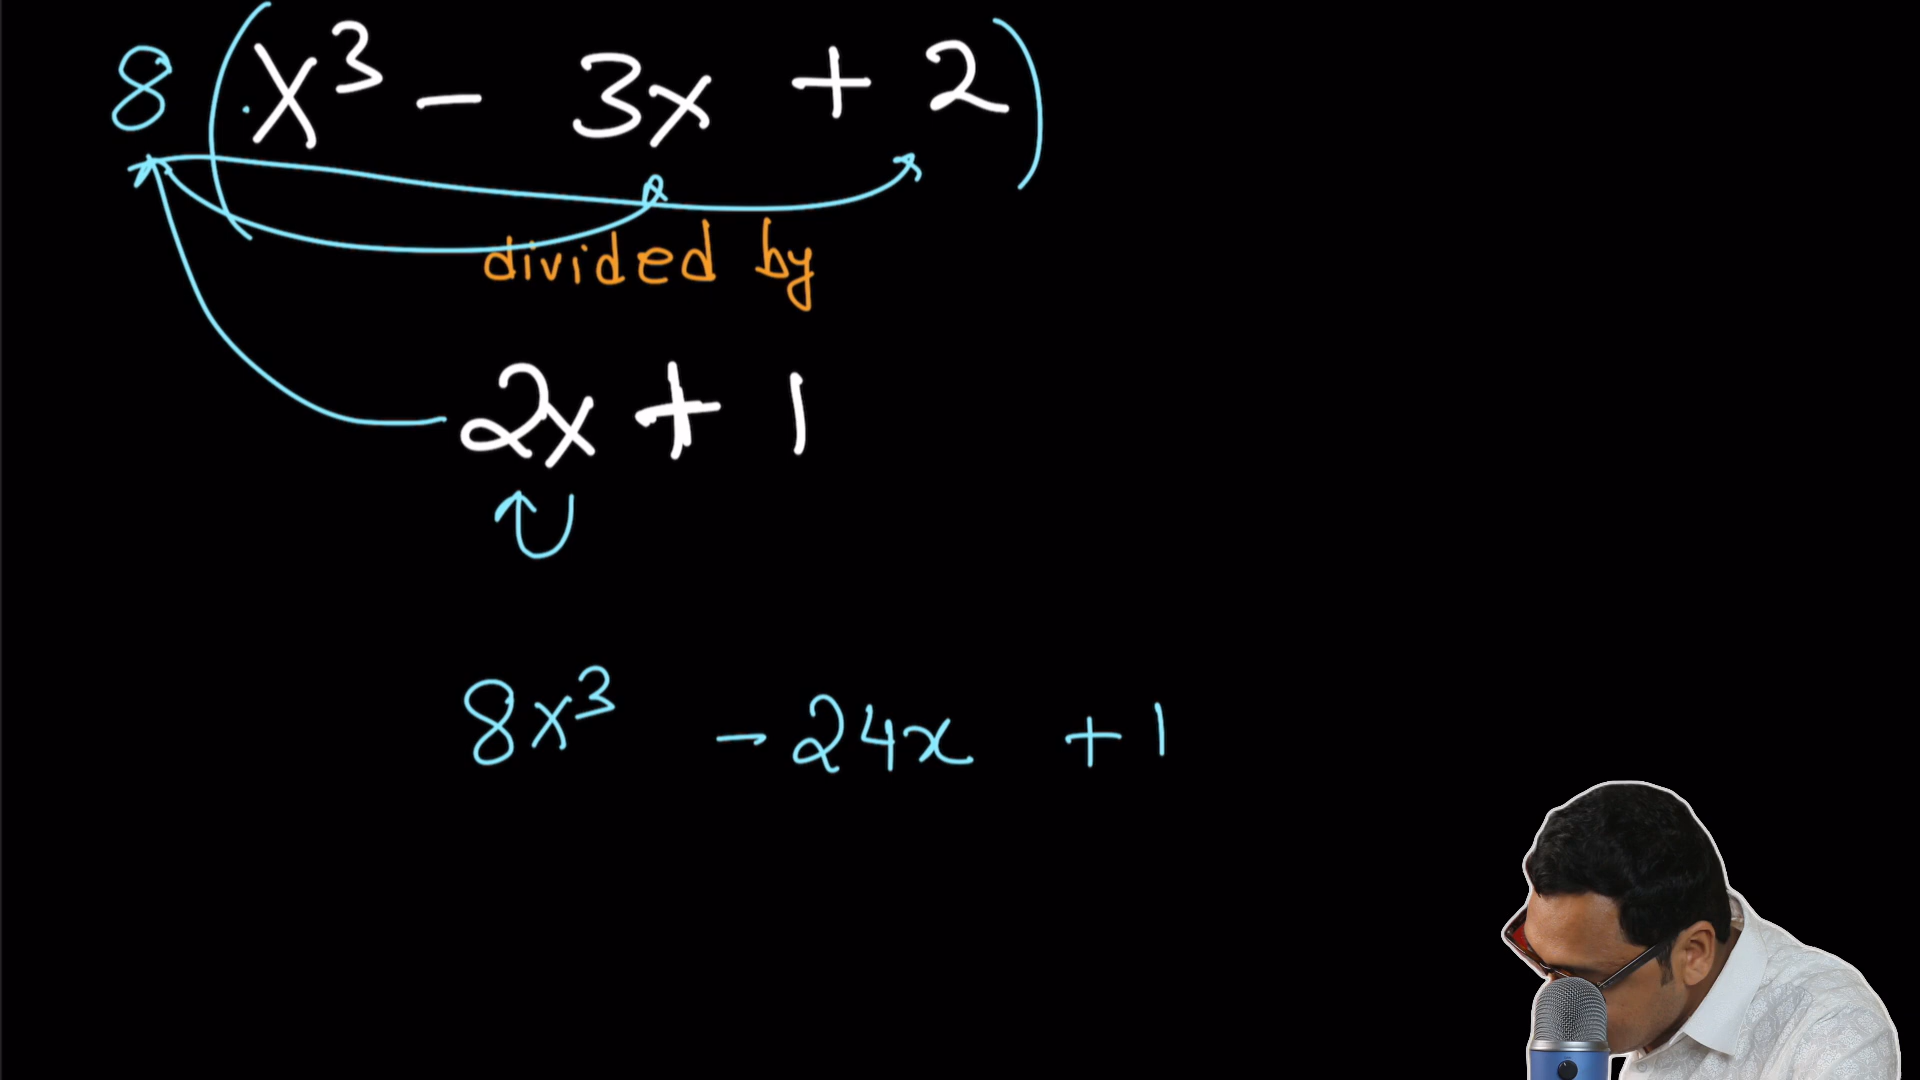 8 (x³ - 3x + 2)
divided by
2x + 1
8x³ - 24x + 1